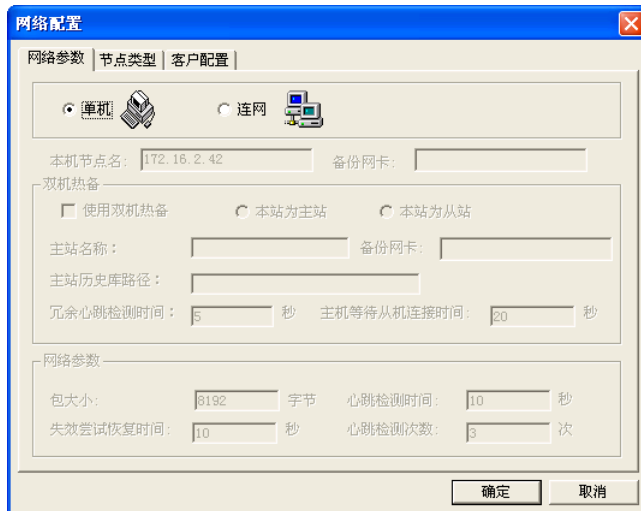 网络配置
网络参数 节点类型 客户配置
单机 连网
本机节点名: 172.16.2.42 备份网卡:
双机热备
使用双机热备 本站为主站 本站为从站
主站名称： 备份网卡:
主站历史库路径：
冗余心跳检测时间： 5 秒 主机等待从机连接时间: 20 秒
网络参数
包大小: 8192 字节 心跳检测时间: 10 秒
失效尝试恢复时间: 10 秒 心跳检测次数: 3 次
确定 取消